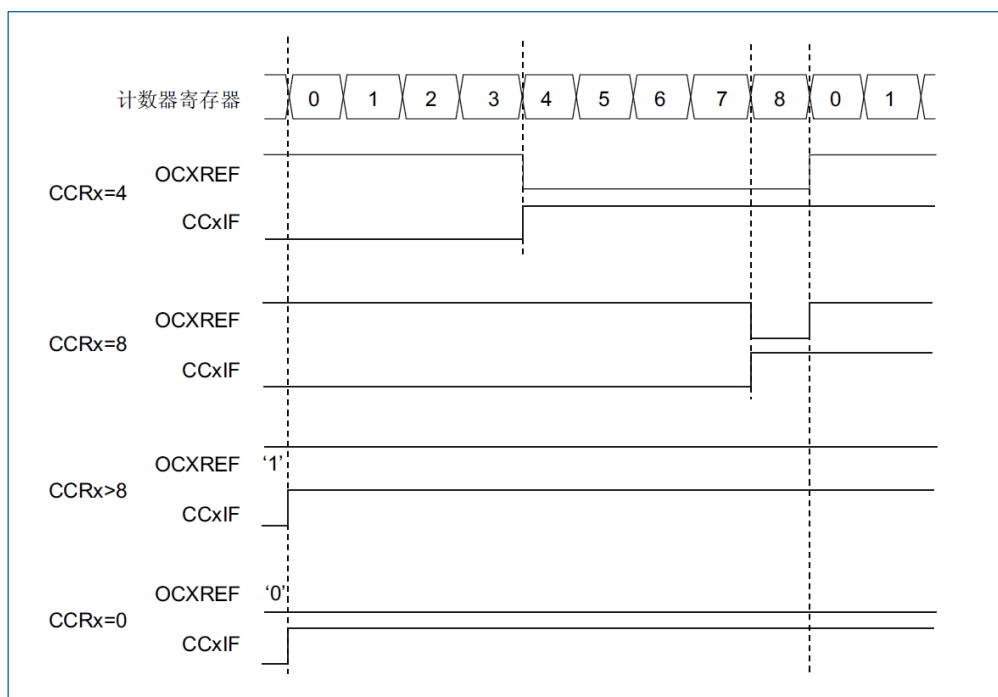 计数器寄存器 0 1 2 3 4 5 6 7 8 0 1
OCXREF
CCRx=4
CCxIF
OCXREF
CCRx=8
CCxIF
OCXREF '1'
CCRx>8
CCxIF
OCXREF '0'
CCRx=0
CCxIF